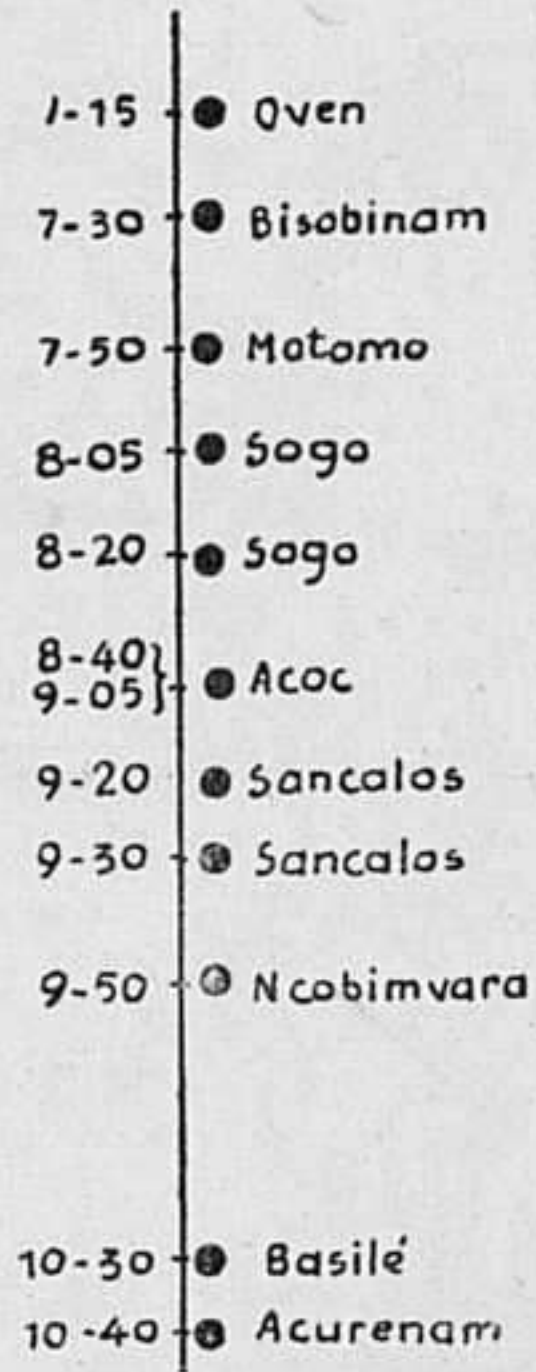 1-15 Oven
7-30 Bisobinam
7-50 Motomo
8-05 Sogo
8-20 Sogo
8-40
9-05} Acoc
9-20 Sancalos
9-30 Sancalos
9-50 Ncobimvara
10-30 Basilé
10-40 Acurenam